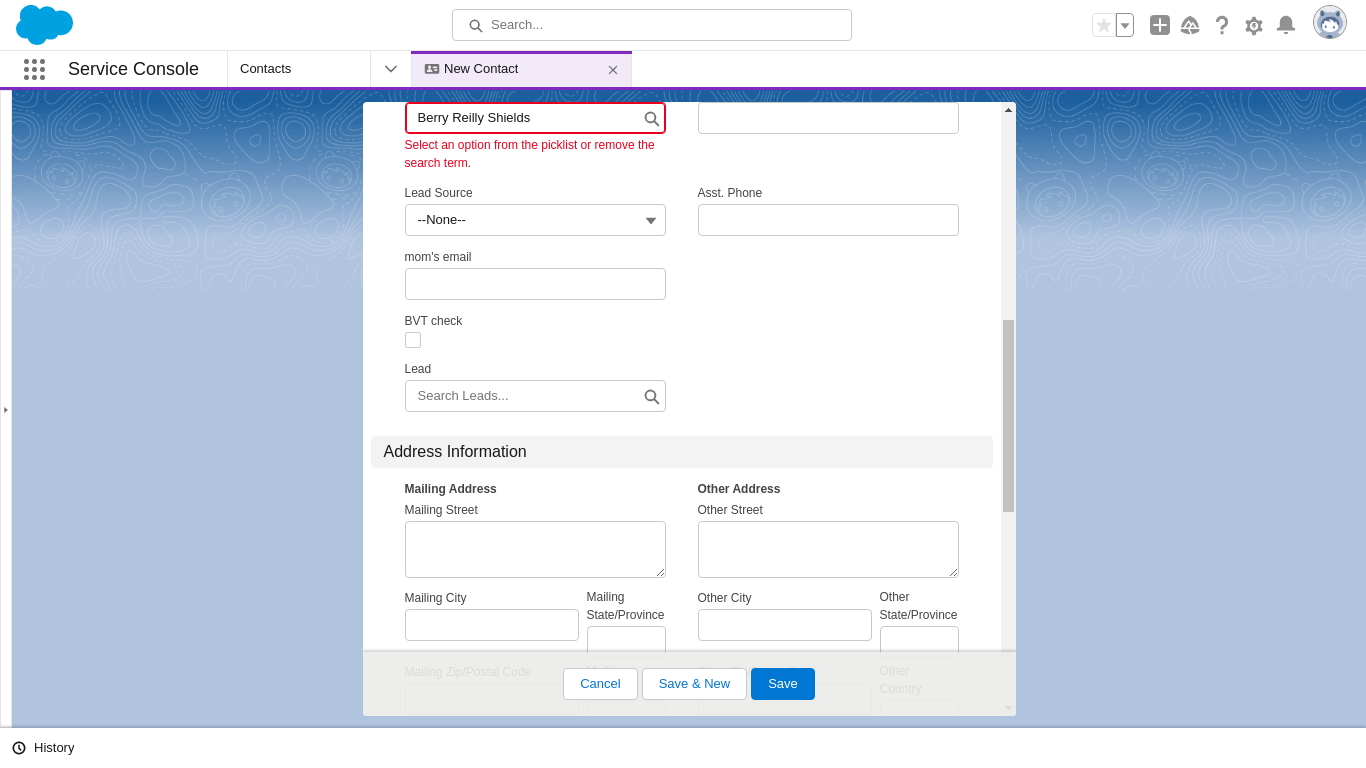 Search...
Service Console
Contacts
New Contact
Berry Reilly Shields
Select an option from the picklist or remove the
search term.
Lead Source
Asst. Phone
--None--
mom's email
BVT check
Lead
Search Leads...
Address Information
Mailing Address
Other Address
Mailing Street
Other Street
Mailing City
Mailing
State/Province
Other City
Other
State/Province
Mailing Zip/Postal Code
Other
Country
Cancel
Save & New
Save
History